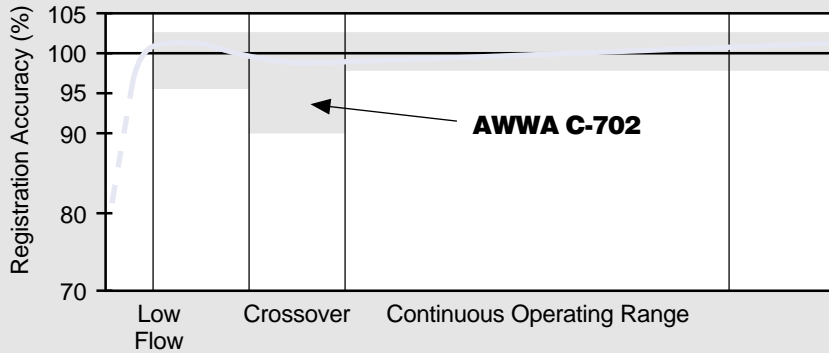 Registration Accuracy (%)
105
100
95
90
80
70
AWWA C-702
Low Crossover Continuous Operating Range
Flow